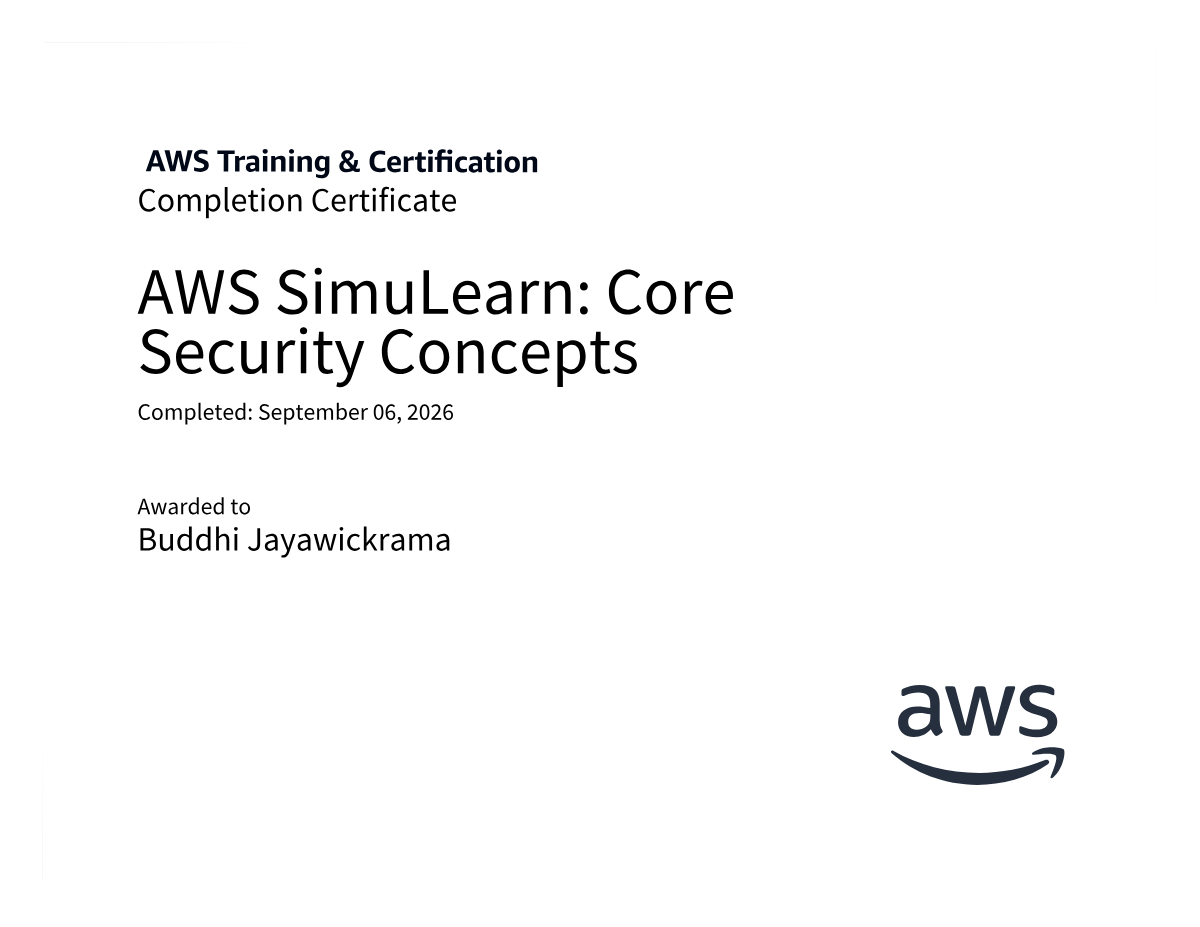 AWS Training & Certification
Completion Certificate
AWS SimuLearn: Core
Security Concepts
Completed: September 06, 2026
Awarded to
Buddhi Jayawickrama
aws